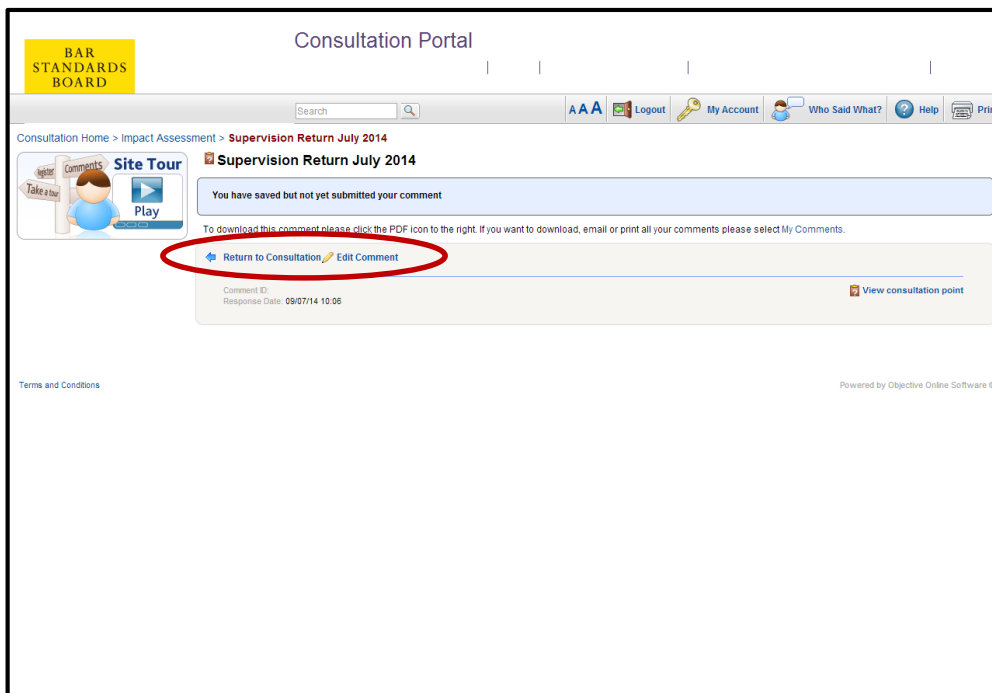 BAR
STANDARDS
BOARD
Consultation Portal
Search
A A A Logout My Account Who Said What? Help Prin
Consultation Home > Impact Assessment > Supervision Return July 2014
Register
Comments
Take a tour
Site Tour
Play
Supervision Return July 2014
You have saved but not yet submitted your comment
To download this comment please click the PDF icon to the right. If you want to download, email or print all your comments please select My Comments.
Return to Consultation Edit Comment
Comment ID:
View consultation point
Response Date: 09/07/14 10:06
Terms and Conditions
Powered by Objective Online Software ©